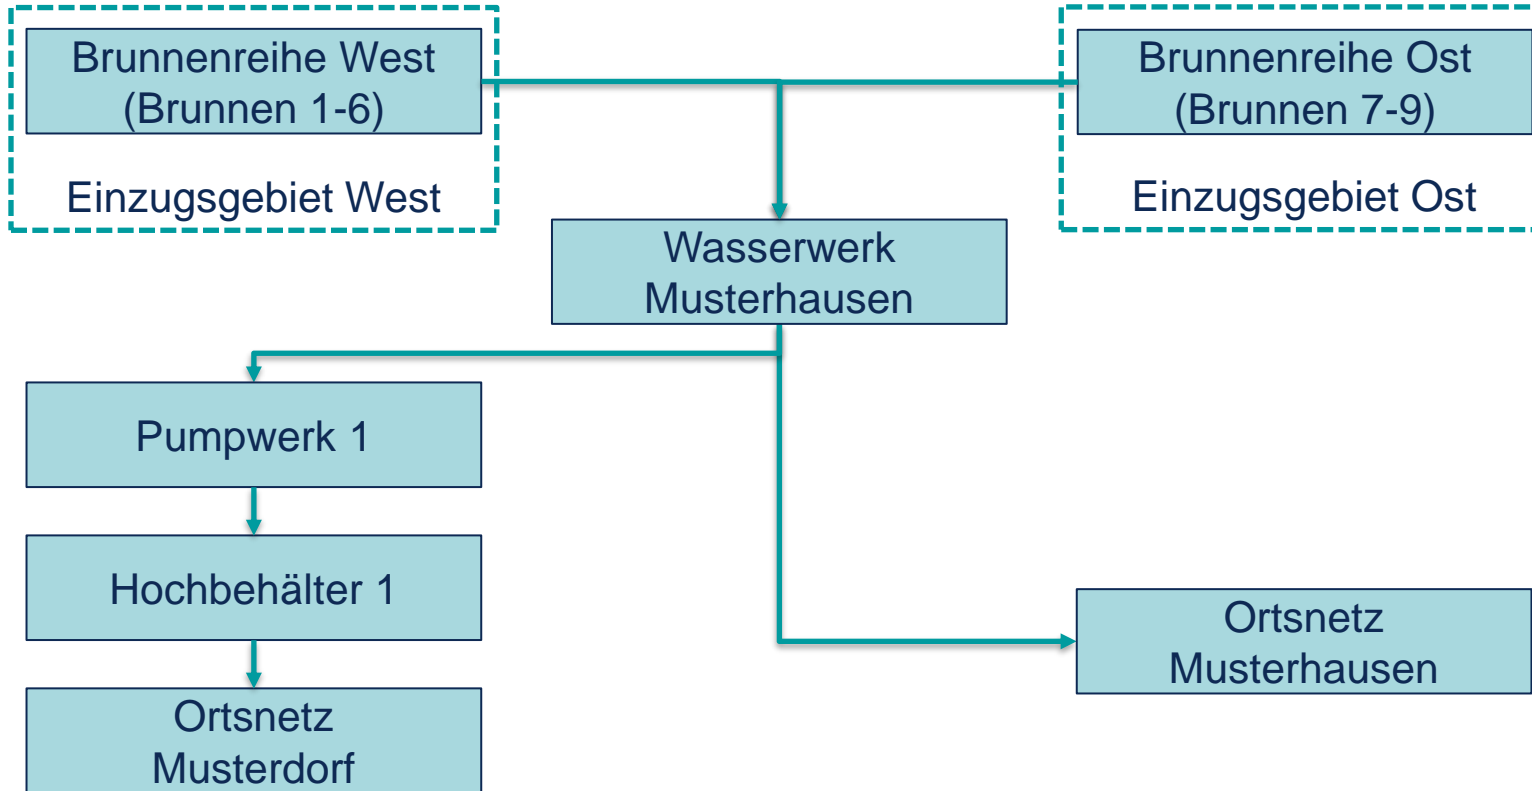 Brunnenreihe West
(Brunnen 1-6)
Einzugsgebiet West
Brunnenreihe Ost
(Brunnen 7-9)
Einzugsgebiet Ost
Wasserwerk
Musterhausen
Pumpwerk 1
Hochbehälter 1
Ortsnetz
Musterhausen
Ortsnetz
Musterdorf